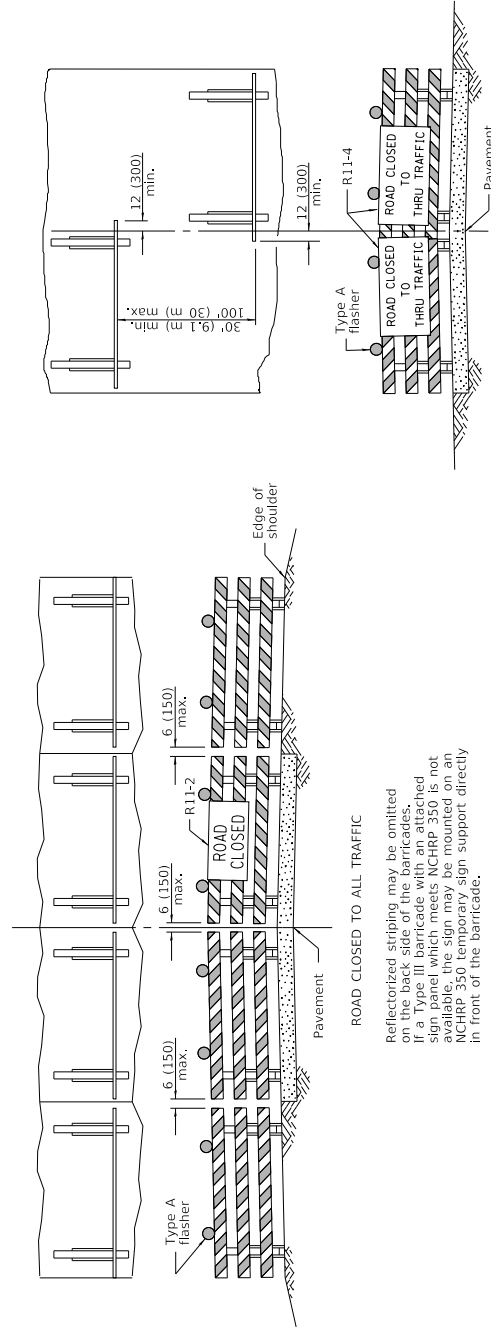 6 (150)
max.
6 (150)
max.
6 (150)
max.
R11-2
Type A
flasher
ROAD
CLOSED
Edge of
shoulder
Pavement
ROAD CLOSED TO ALL TRAFFIC
Reflectorized striping may be omitted
on the back side of the barricades.
If a Type III barricade with an attached
sign panel which meets NCHRP 350 is not
available, the sign may be mounted on an
NCHRP 350 temporary sign support directly
in front of the barricade.
30' (9.1 m) min.
100' (30 m) max.
12 (300)
min.
12 (300)
min.
Type A
flasher
R11-4
ROAD CLOSED
TO
THRU TRAFFIC
ROAD CLOSED
TO
THRU TRAFFIC
Pavement